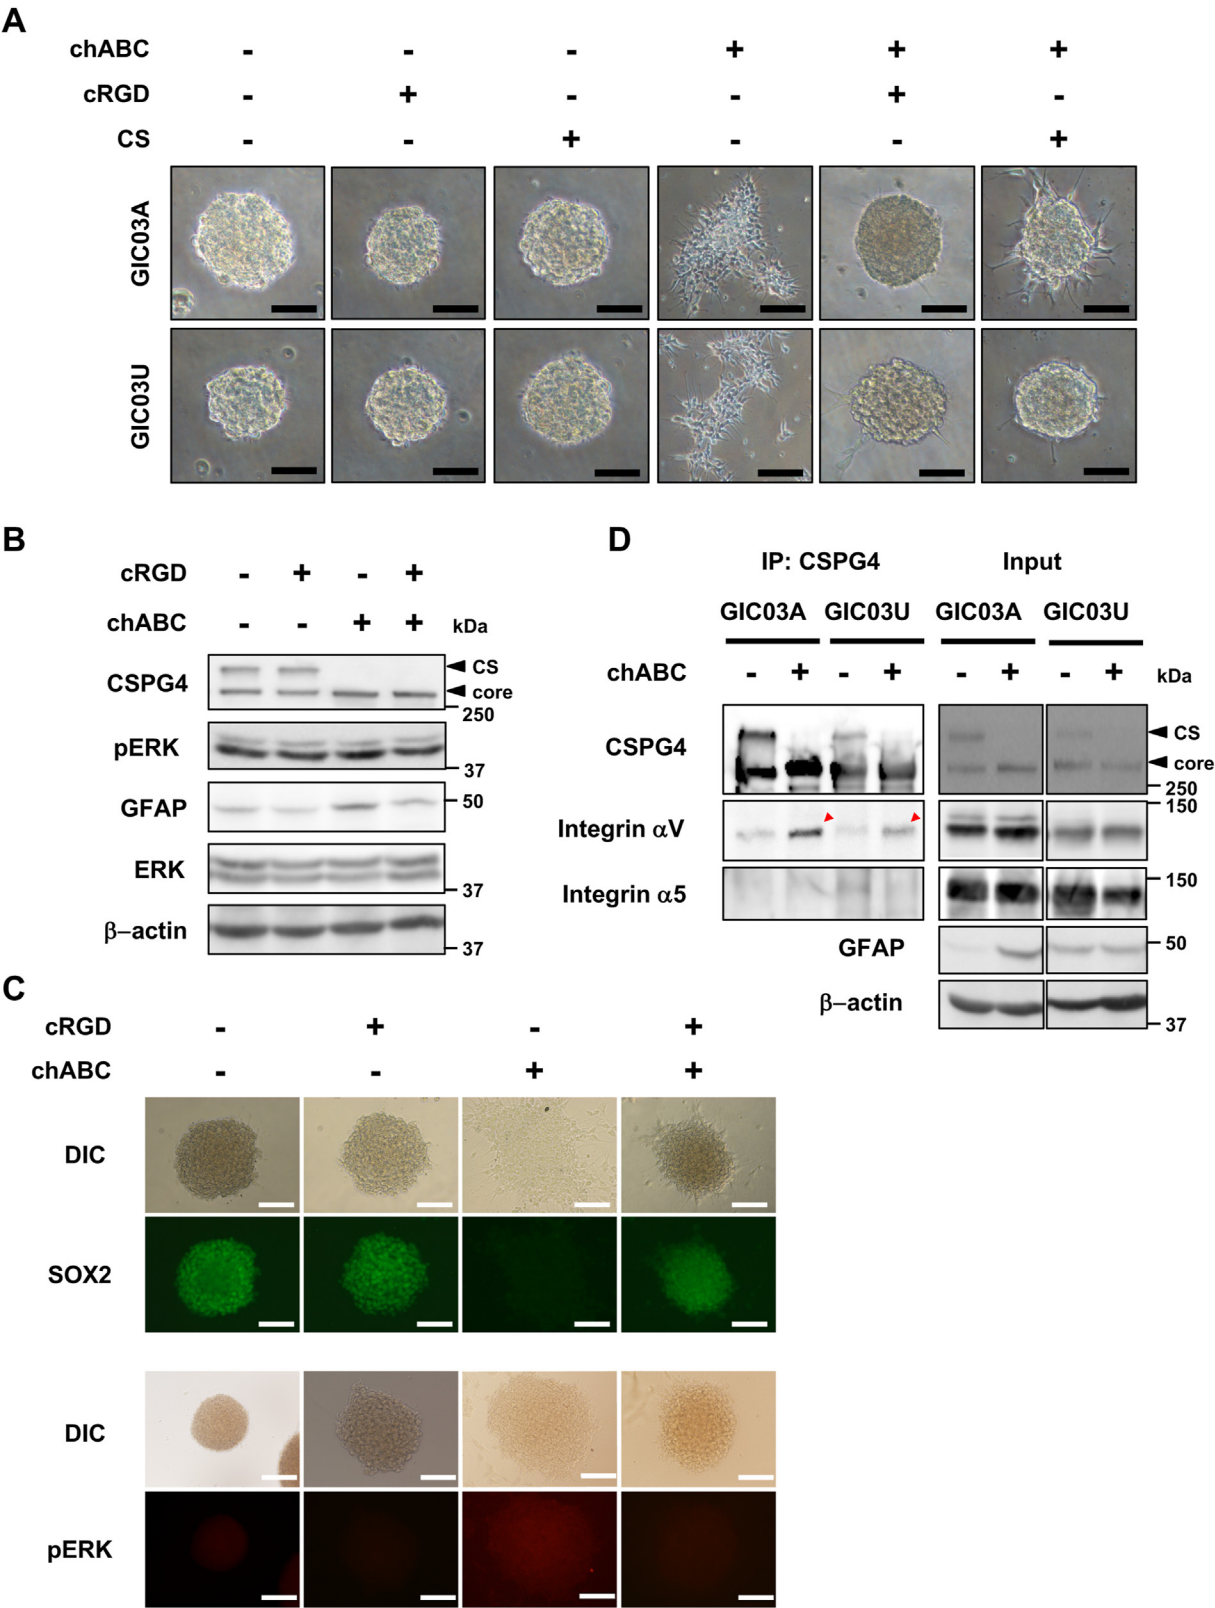 A
chABC - - - + + +
cRGD - + - - + -
CS - - + - - +
GIC03A
GIC03U
B
cRGD - + - +
chABC - - + + kDa
CSPG4 CS
core
250
pERK
37
GFAP 50
ERK
37
β–actin
37
C
cRGD - + - +
chABC - - + +
DIC
SOX2
DIC
pERK
D
IP: CSPG4 Input
GIC03A GIC03U GIC03A GIC03U
chABC - + - + - + - + kDa
CSPG4 CS
core
250
150
Integrin αV
Integrin α5 150
GFAP 50
β–actin
37